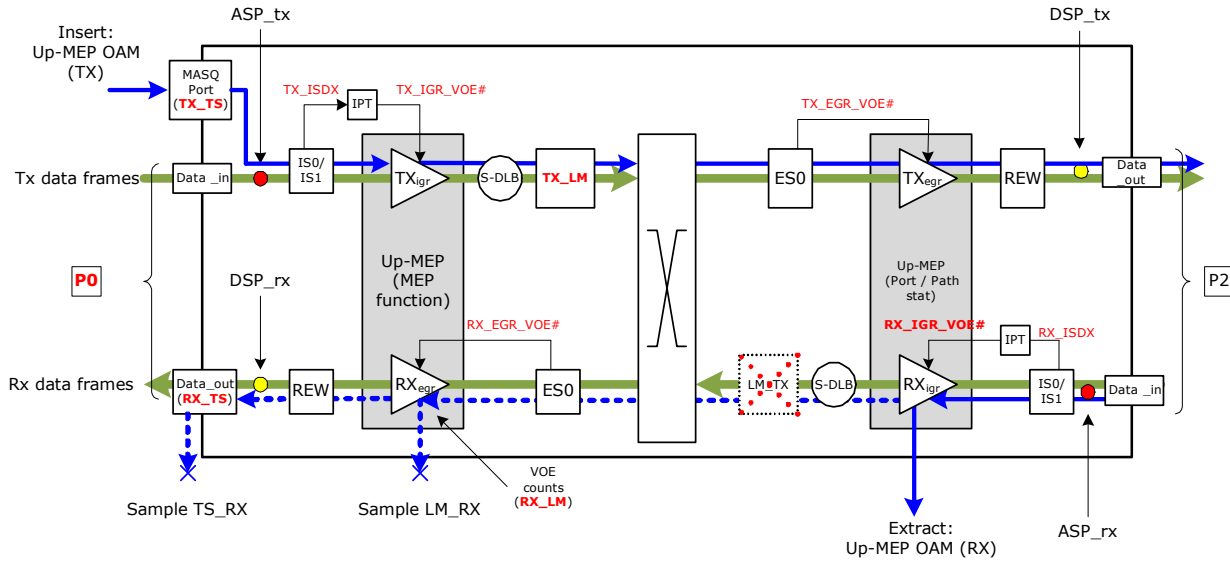 Insert:
Up-MEP OAM
(TX)
ASP_tx
DSP_tx
MASQ
Port
(TX_TS)
TX_ISDX
IPT
TX_IGR_VOE#
TX_EGR_VOE#
Tx data frames
Data _in
IS0/
IS1
TXigr
S-DLB
TX_LM
ES0
TXegr
REW
Data
_out
P0
DSP_rx
Up-MEP
(MEP
function)
Up-MEP
(Port / Path
stat)
P2
RX_EGR_VOE#
RX_IGR_VOE#
RX_ISDX
IPT
Rx data frames
Data_out
(RX_TS)
REW
RXegr
ES0
LM_TX
S-DLB
RXigr
IS0/
IS1
Data _in
VOE
counts
(RX_LM)
Sample TS_RX
Sample LM_RX
Extract:
Up-MEP OAM (RX)
ASP_rx